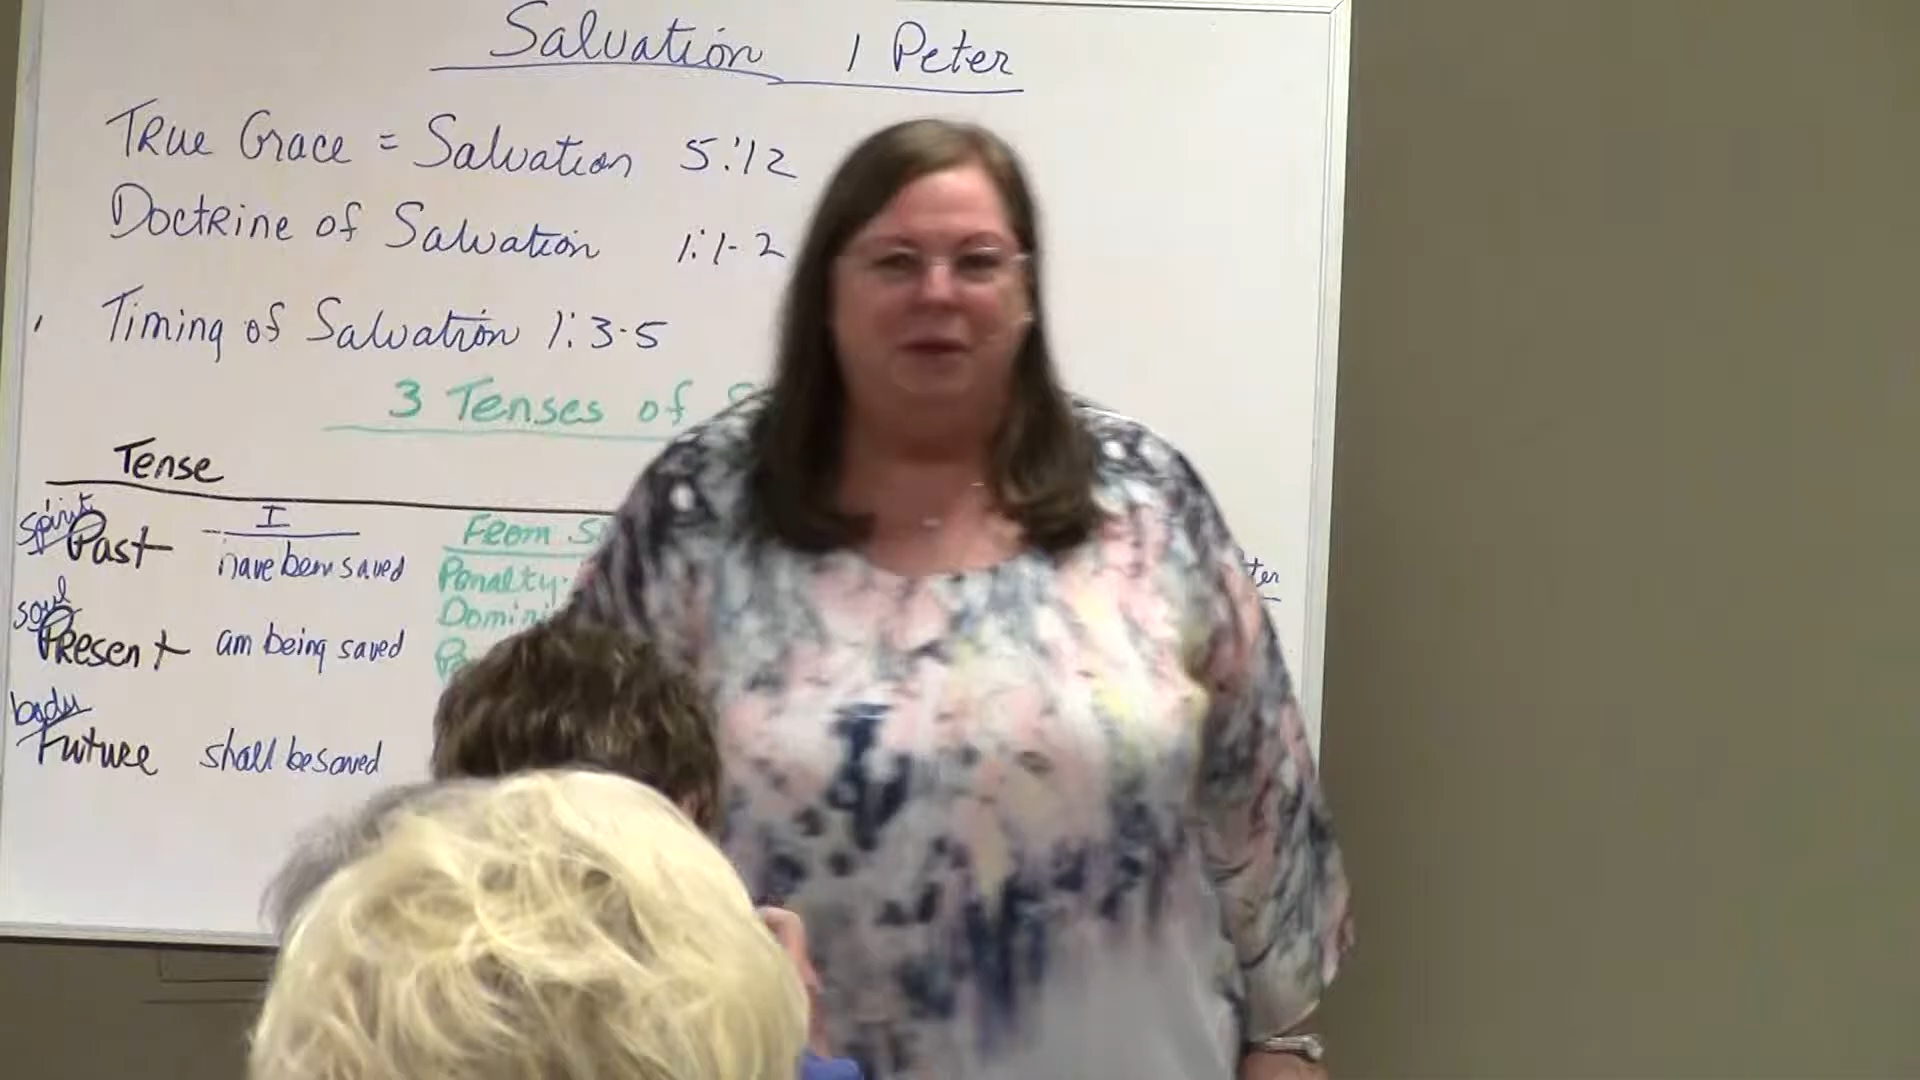 Salvation 1 Peter
True Grace = Salvation 5:12
Doctrine of Salvation 1:1-2
Timing of Salvation 1:3-5
3 Tenses of
Tense
I
From
spirit
Past have been saved Penalty
soul
Present am being saved
body
Future shall be saved